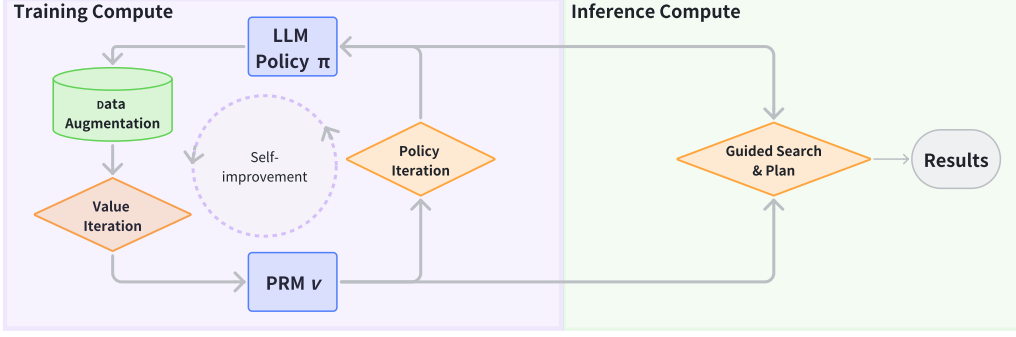 Training Compute
Inference Compute
LLM
Policy π
Data
Augmentation
Self-
improvement
Policy
Iteration
Guided Search
& Plan
Results
Value
Iteration
PRM v